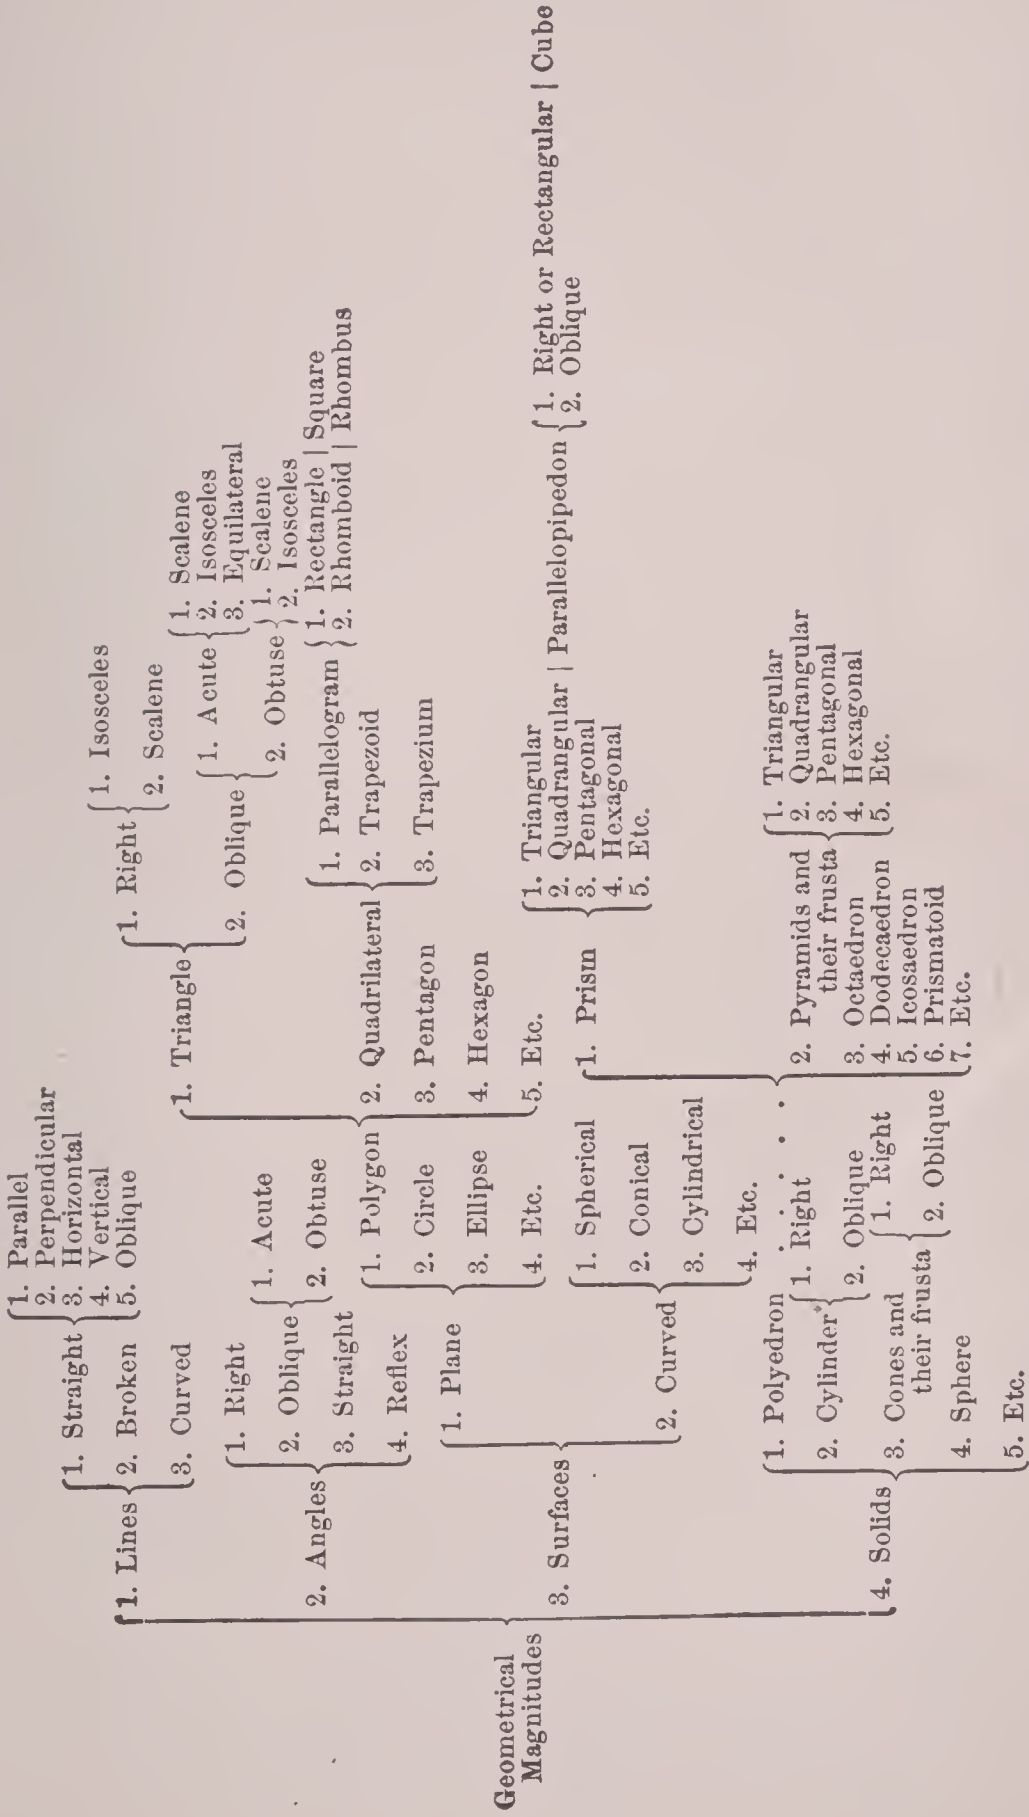 Geometrical
Magnitudes
1. Lines
1. Straight
1. Parallel
2. Perpendicular
3. Horizontal
4. Vertical
5. Oblique
2. Broken
3. Curved
2. Angles
1. Right
2. Oblique
1. Acute
2. Obtuse
3. Straight
4. Reflex
3. Surfaces
1. Plane
1. Polygon
1. Triangle
1. Right
1. Isosceles
2. Scalene
2. Oblique
1. Acute
1. Scalene
2. Isosceles
3. Equilateral
2. Obtuse
1. Scalene
2. Isosceles
2. Quadrilateral
1. Parallelogram
1. Rectangle | Square
2. Rhomboid | Rhombus
2. Trapezoid
3. Trapezium
3. Pentagon
4. Hexagon
5. Etc.
2. Circle
3. Ellipse
4. Etc.
2. Curved
1. Spherical
2. Conical
3. Cylindrical
4. Etc.
4. Solids
1. Polyedron . . . . .
1. Prism
1. Triangular
2. Quadrangular | Parallelopipedon
1. Right or Rectangular | Cube
2. Oblique
3. Pentagonal
4. Hexagonal
5. Etc.
2. Pyramids and
their frusta
1. Triangular
2. Quadrangular
3. Pentagonal
4. Hexagonal
5. Etc.
3. Octaedron
4. Dodecaedron
5. Icosaedron
6. Prismatoid
7. Etc.
2. Cylinder
1. Right
2. Oblique
3. Cones and
their frusta
1. Right
2. Oblique
4. Sphere
5. Etc.